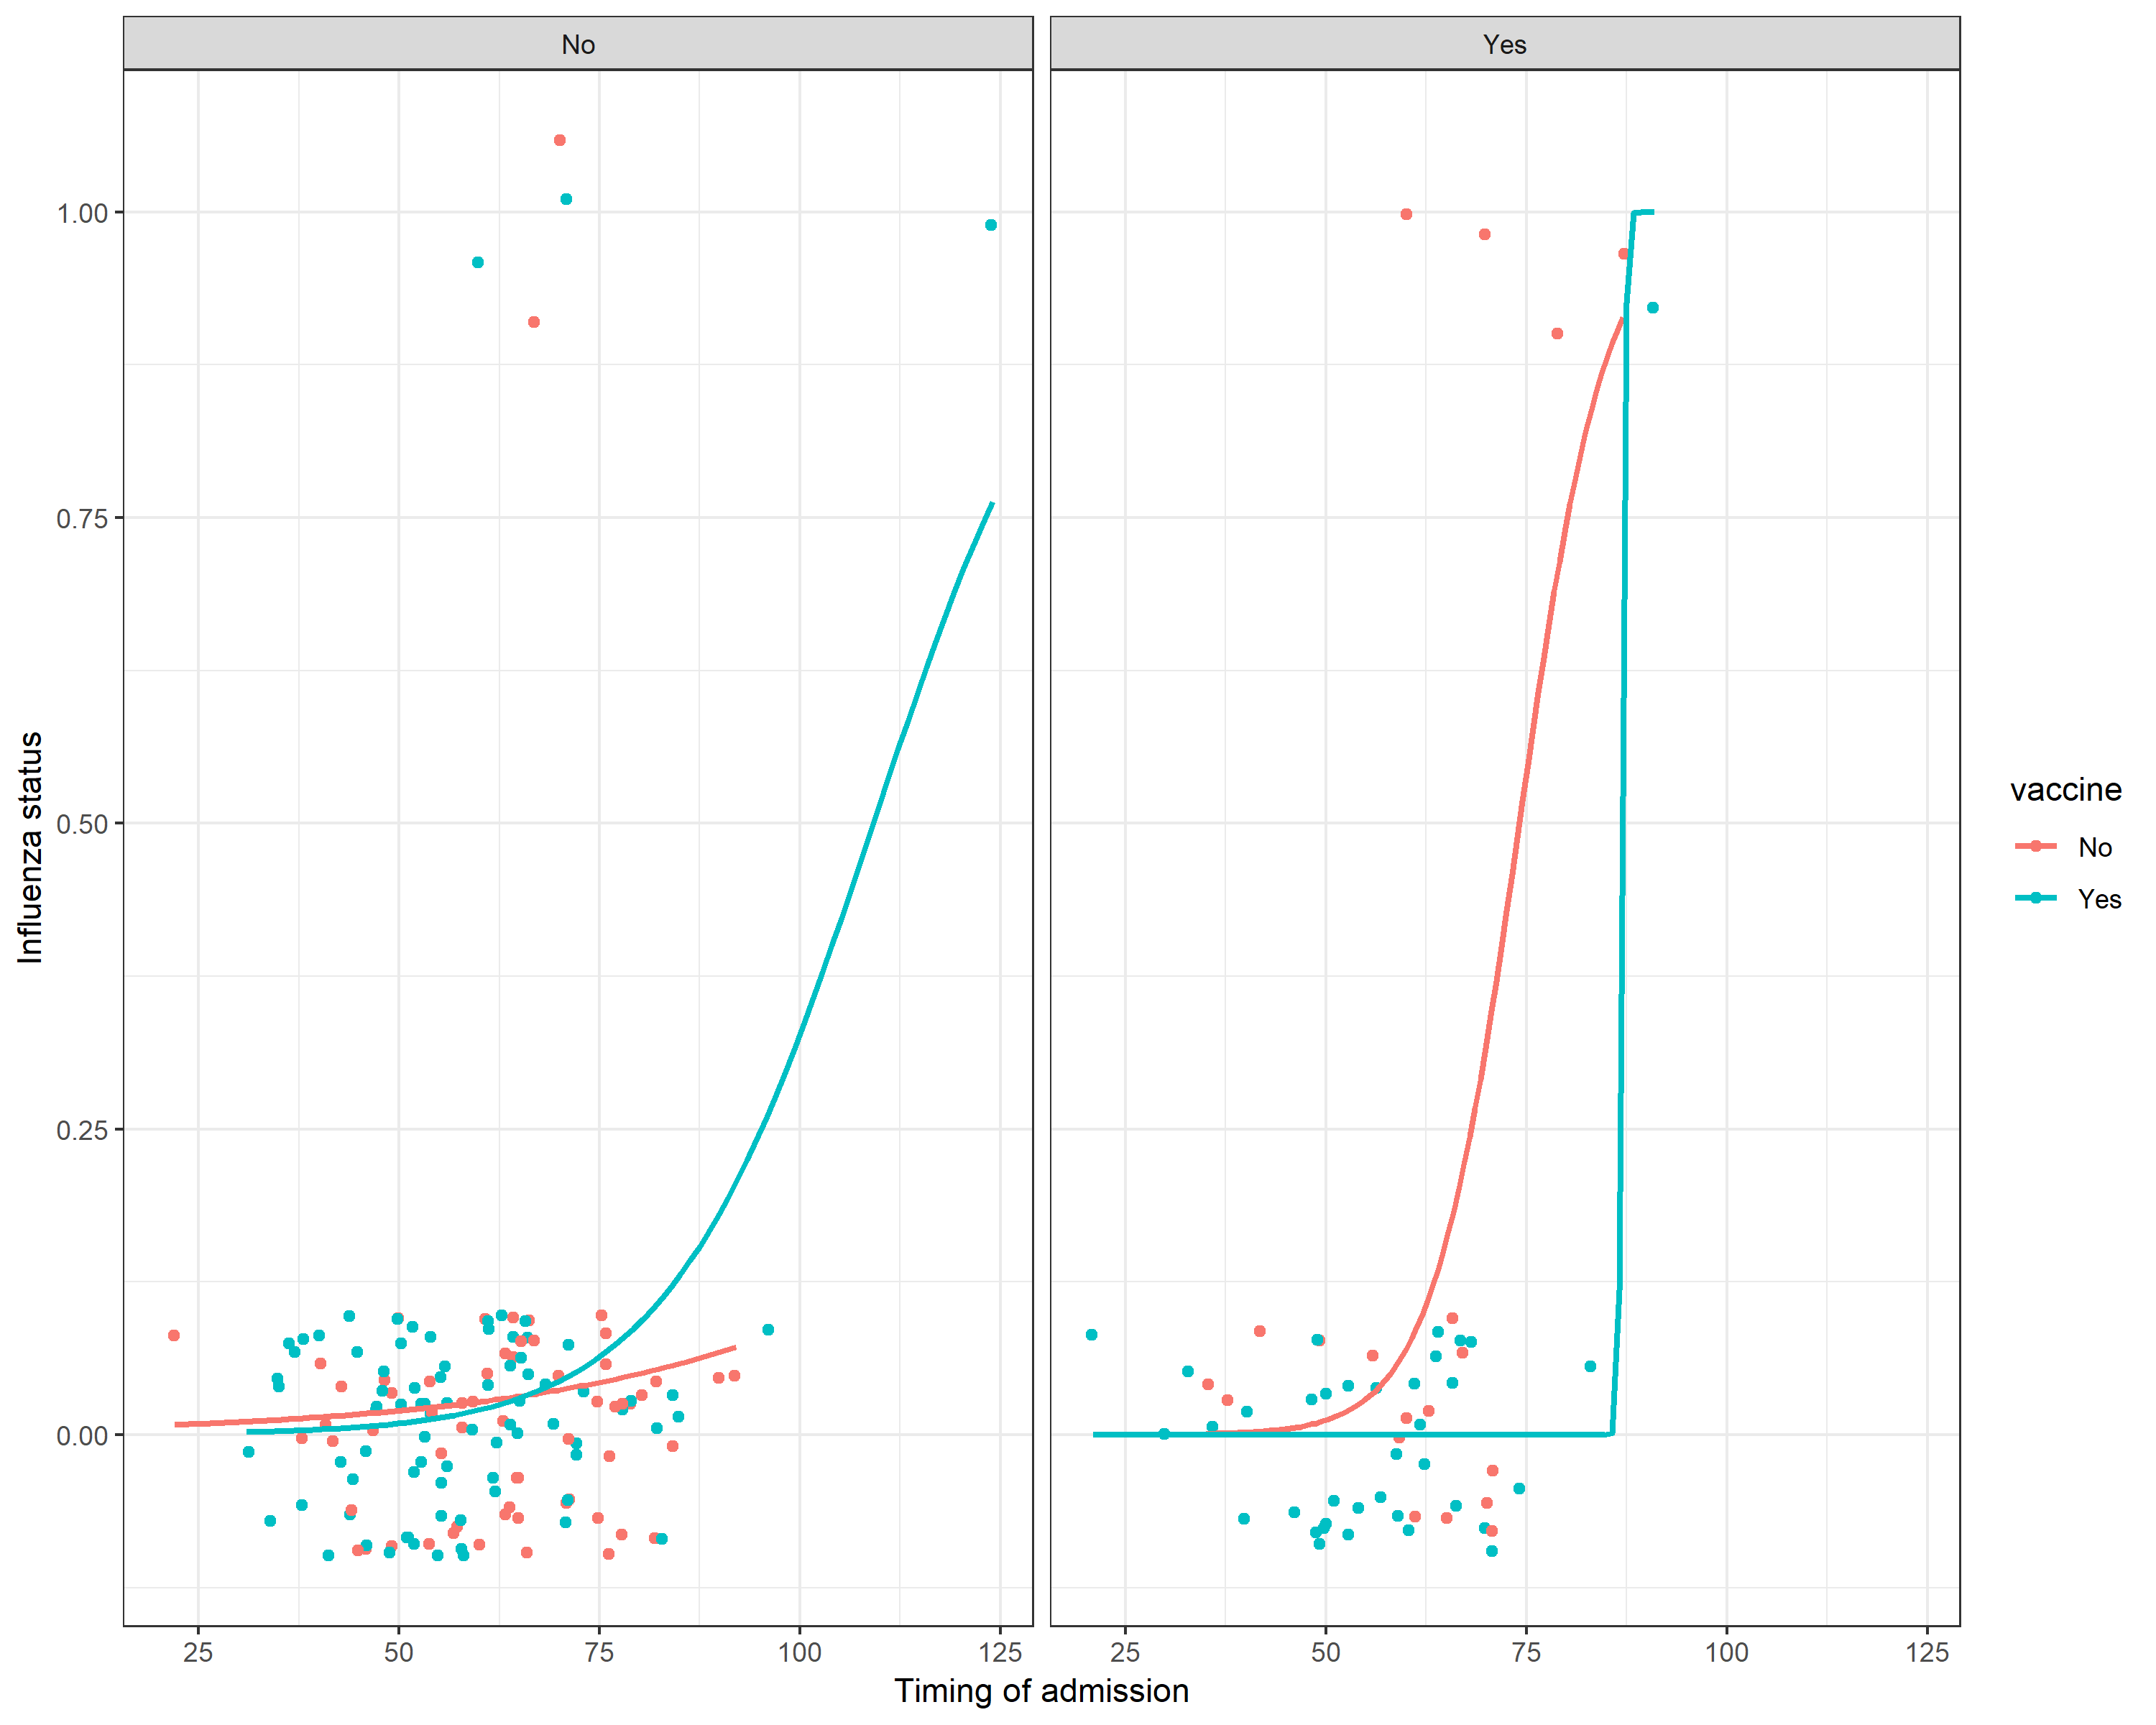 No
Yes
1.00
0.75
0.50
0.25
0.00
Influenza status
25 50 75 100 125
25 50 75 100 125
Timing of admission
vaccine
No
Yes